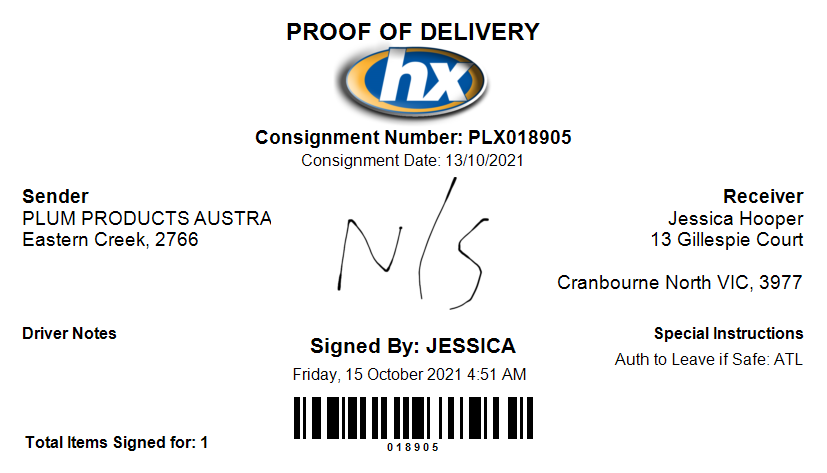 PROOF OF DELIVERY
hx
Consignment Number: PLX018905
Consignment Date: 13/10/2021
Sender
PLUM PRODUCTS AUSTRA
Eastern Creek, 2766
N/S
Receiver
Jessica Hooper
13 Gillespie Court
Cranbourne North VIC, 3977
Driver Notes
Signed By: JESSICA
Friday, 15 October 2021 4:51 AM
Special Instructions
Auth to Leave if Safe: ATL
Total Items Signed for: 1
018905